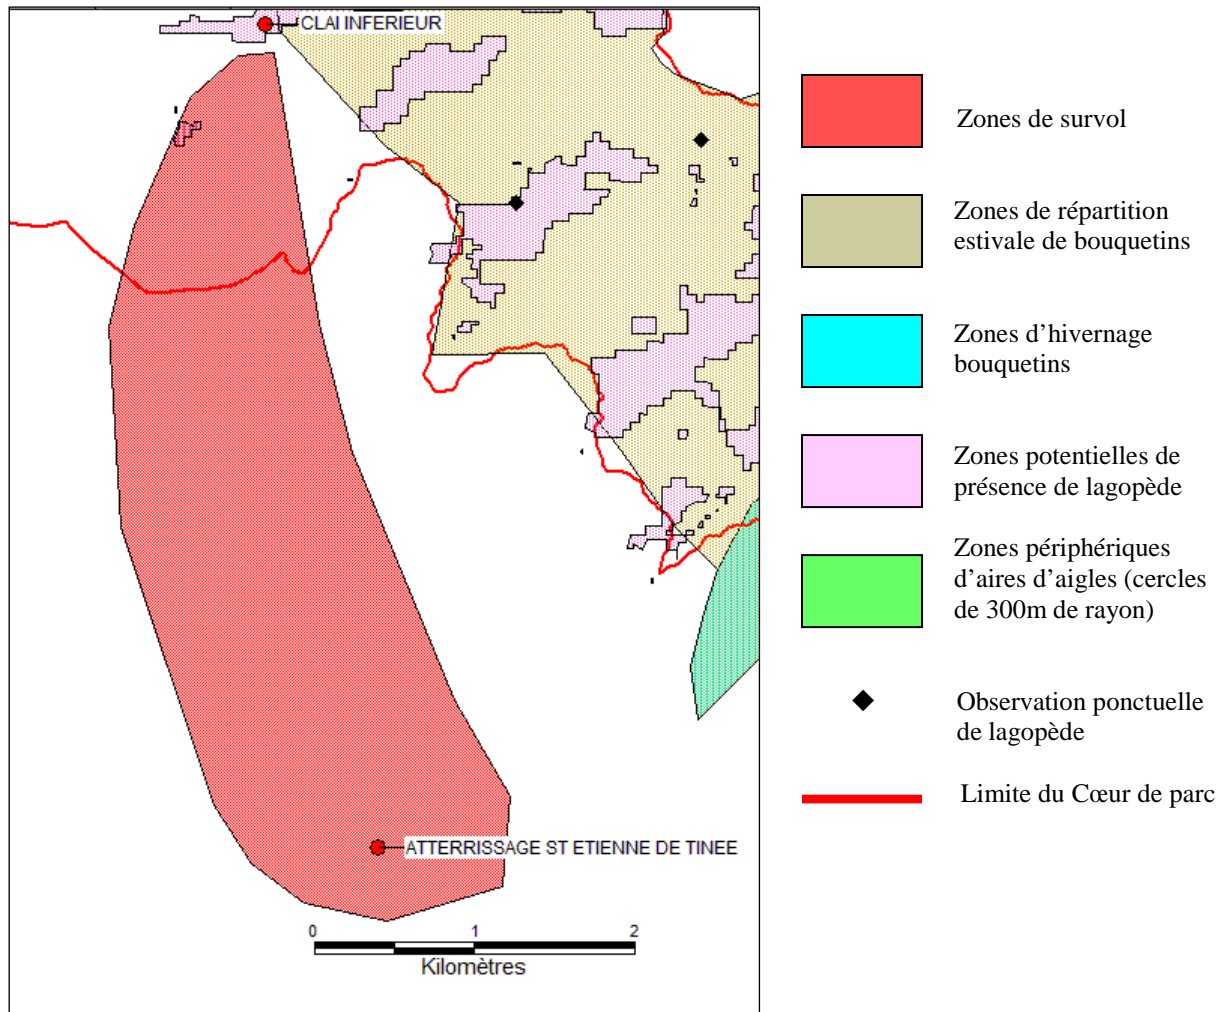 CLAI INFERIEUR
ATTERRISSAGE ST ETIENNE DE TINEE
0 1 2
Kilomètres
Zones de survol
Zones de répartition
estivale de bouquetins
Zones d’hivernage
bouquetins
Zones potentielles de
présence de lagopède
Zones périphériques
d’aires d’aigles (cercles
de 300m de rayon)
Observation ponctuelle
de lagopède
Limite du Cœur de parc